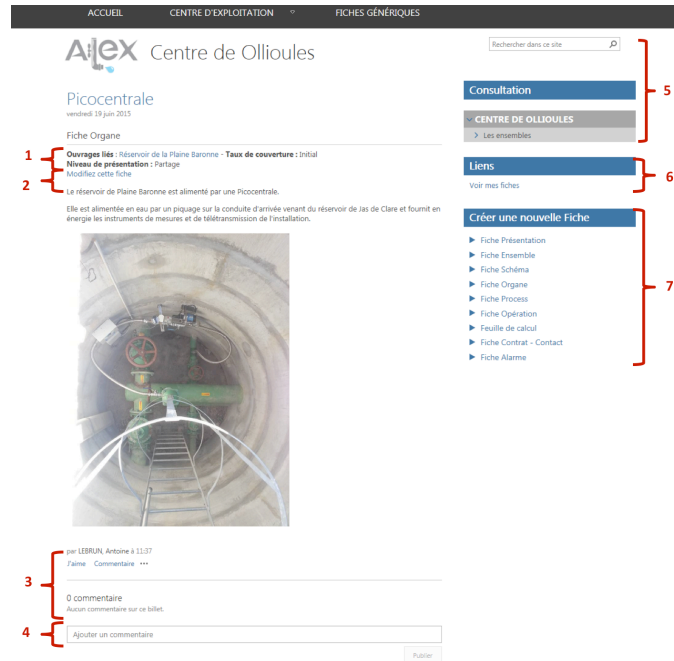 ACCUEIL CENTRE D'EXPLOITATION FICHES GÉNÉRIQUES
Rechercher dans ce site
Alex Centre de Ollioules
5
Consultation
CENTRE DE OLLIOULES
Les ensembles
Picocentrale
vendredi 19 juin 2015
Fiche Organe
1
Ouvrages liés : Réservoir de la Plaine Baronne - Taux de couverture : Initial
Niveau de présentation : Partage
2
Modifiez cette fiche
Le réservoir de Plaine Baronne est alimenté par une Picocentrale.
Elle est alimentée en eau par un piquage sur la conduite d'arrivée venant du réservoir de Jas de Clare et fournit en
énergie les instruments de mesures et de télétransmission de l'installation.
Liens
6
Voir mes fiches
Créer une nouvelle Fiche
Fiche Présentation
Fiche Ensemble
Fiche Schéma
Fiche Organe
7
Fiche Process
Fiche Opération
Feuille de calcul
Fiche Contrat - Contact
Fiche Alarme
par LEBRUN, Antoine à 11:37
J'aime Commentaire •••
3
0 commentaire
Aucun commentaire sur ce billet.
4
Ajouter un commentaire
Publier